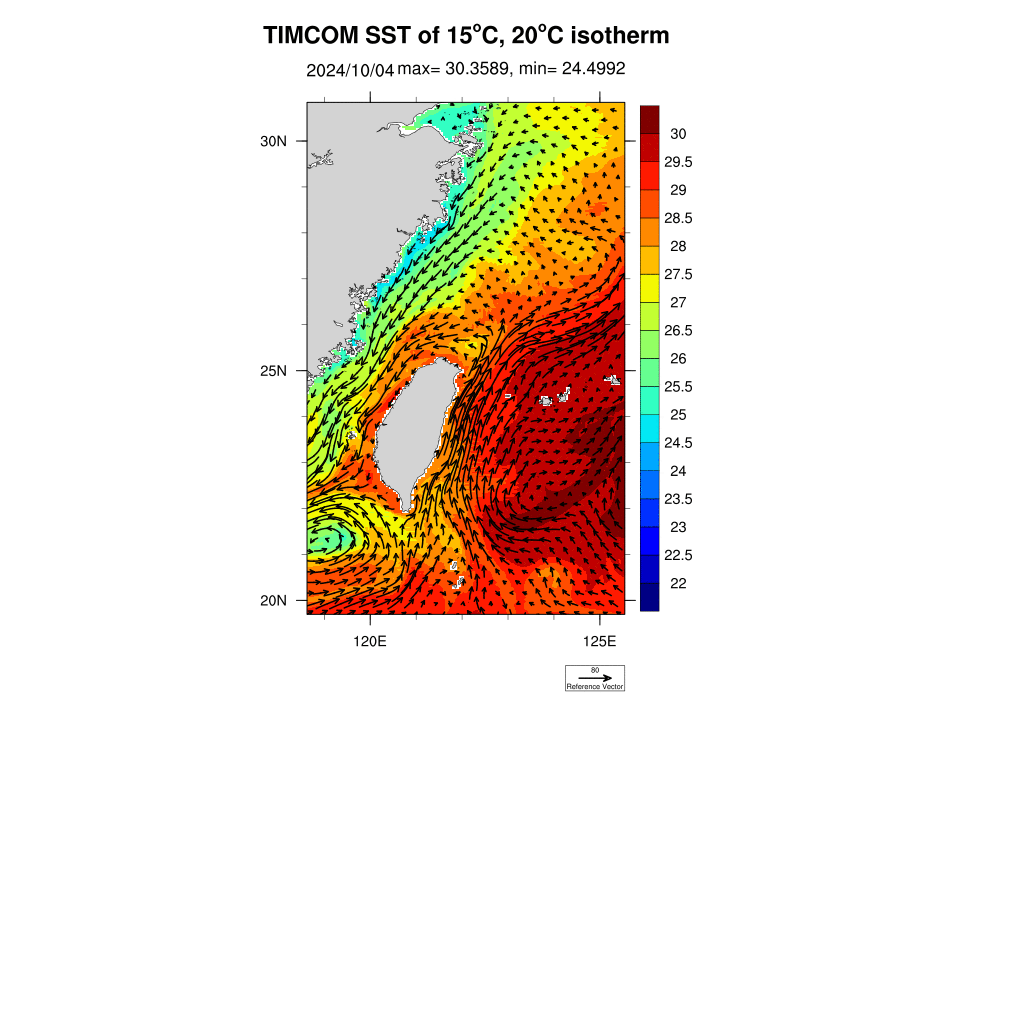 TIMCOM SST of 15°C, 20°C isotherm
2024/10/04 max= 30.3589, min= 24.4992
30N
25N
20N
120E
125E
30
29.5
29
28.5
28
27.5
27
26.5
26
25.5
25
24.5
24
23.5
23
22.5
22
80
Reference Vector